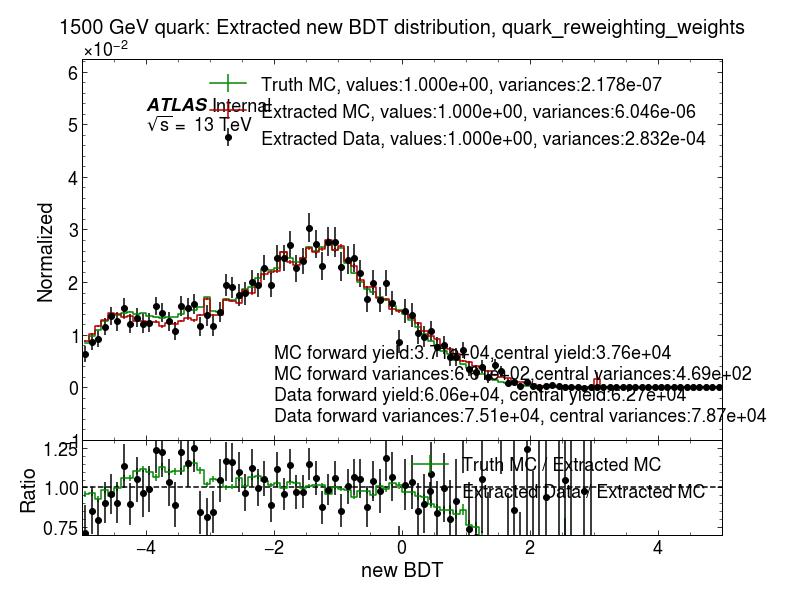 1500 GeV quark: Extracted new BDT distribution, quark_reweighting_weights
×10⁻²
Truth MC, values:1.000e+00, variances:2.178e-07
ATLAS Internal
Extracted MC, values:1.000e+00, variances:6.046e-06
√s = 13 TeV
Extracted Data, values:1.000e+00, variances:2.832e-04
6
5
4
3
2
1
0
−1
Normalized
MC forward yield: central yield:3.76e+04
MC forward variances: central variances:4.69e+02
Data forward yield:6.06e+04, central yield:6.27e+04
Data forward variances:7.51e+04, central variances:7.87e+04
1.25
1.00
0.75
Ratio
Truth MC / Extracted MC
Extracted Data / Extracted MC
−4
−2
0
2
4
new BDT